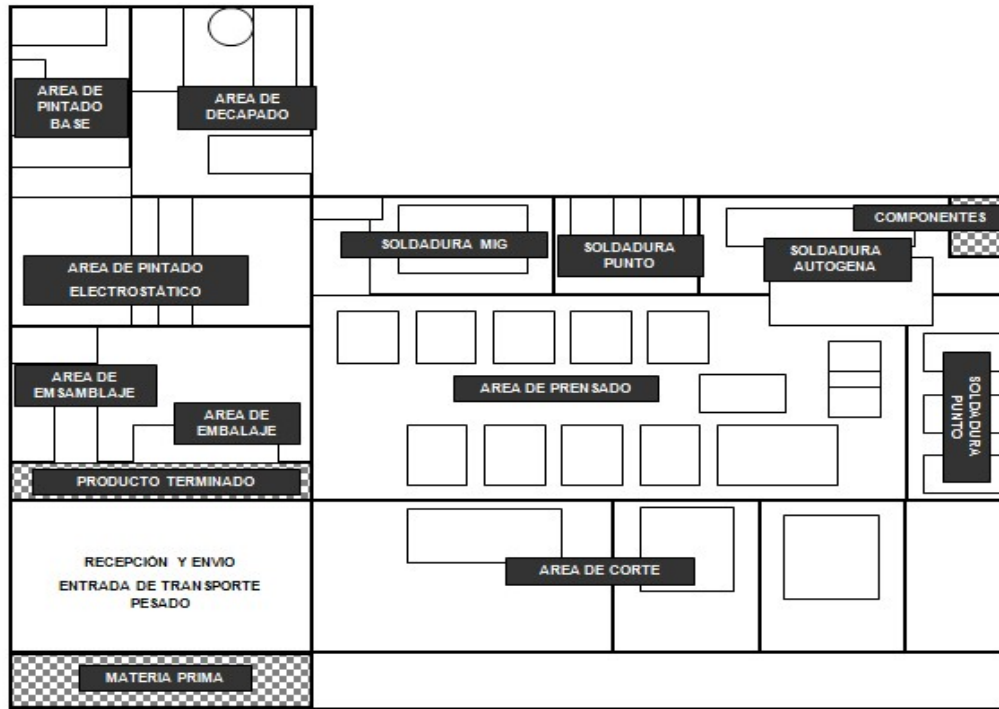 AREA DE
PINTADO
BASE
AREA DE
DECAPADO
COMPONENTES
SOLDADURA MIG
SOLDADURA
PUNTO
SOLDADURA
AUTOGENA
AREA DE PINTADO
ELECTROSTÁTICO
AREA DE
EMSAMBLAJE
AREA DE PRENSADO
SOLDADURA
PUNTO
AREA DE
EMBALAJE
PRODUCTO TERMINADO
RECEPCIÓN Y ENVIO
ENTRADA DE TRANSPORTE
PESADO
AREA DE CORTE
MATERIA PRIMA